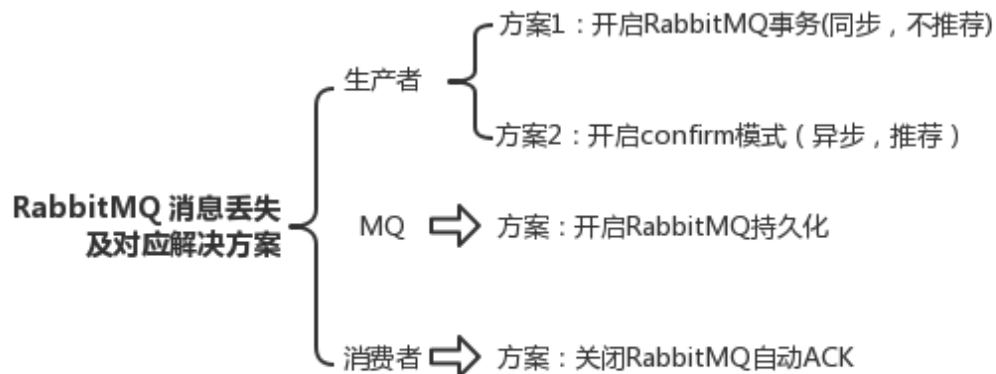 方案1：开启RabbitMQ事务(同步，不推荐)
生产者
方案2：开启confirm模式（异步，推荐）
RabbitMQ 消息丢失
及对应解决方案
MQ
方案：开启RabbitMQ持久化
消费者
方案：关闭RabbitMQ自动ACK